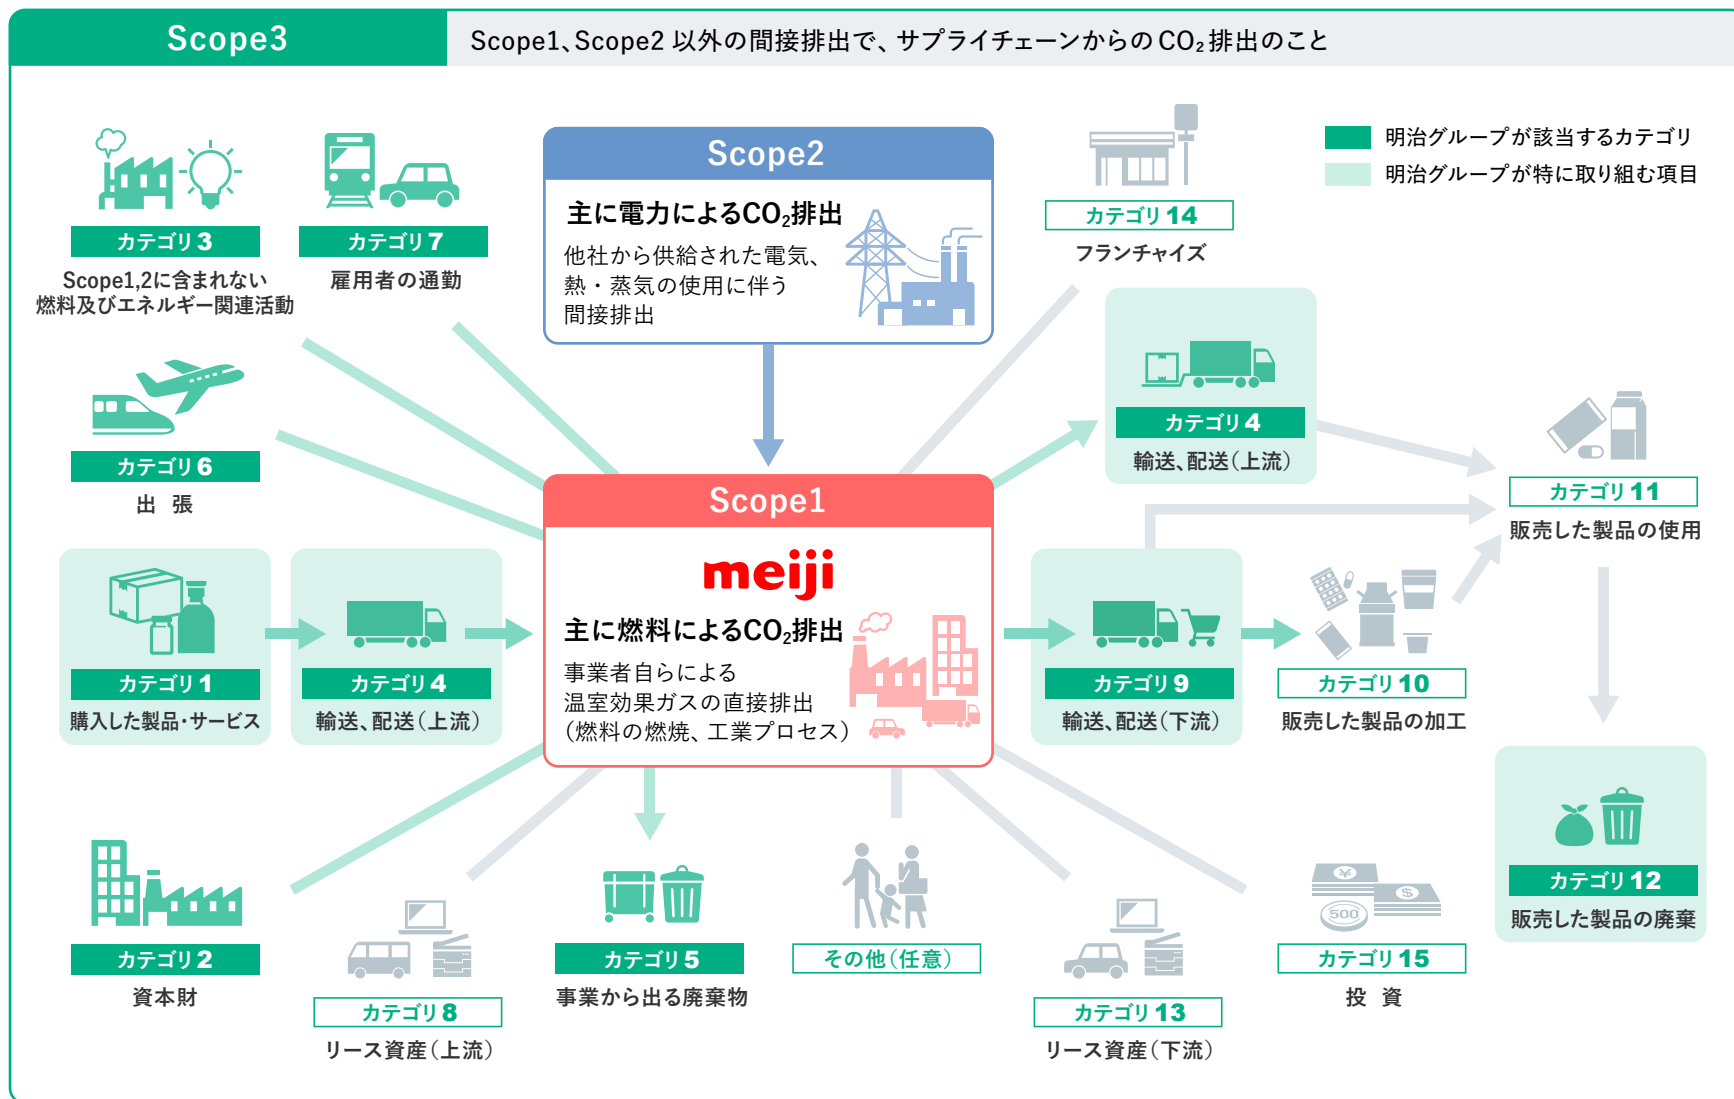 Scope3
Scope1、Scope2 以外の間接排出で、サプライチェーンからのCO₂排出のこと
明治グループが該当するカテゴリ
明治グループが特に取り組む項目
カテゴリ3
Scope1,2に含まれない
燃料及びエネルギー関連活動
カテゴリ7
雇用者の通勤
Scope2
主に電力によるCO₂排出
他社から供給された電気、
熱・蒸気の使用に伴う
間接排出
カテゴリ14
フランチャイズ
カテゴリ6
出 張
カテゴリ4
輸送、配送(上流)
カテゴリ11
販売した製品の使用
カテゴリ1
購入した製品・サービス
カテゴリ4
輸送、配送(上流)
Scope1
meiji
主に燃料によるCO₂排出
事業者自らによる
温室効果ガスの直接排出
(燃料の燃焼、工業プロセス)
カテゴリ9
輸送、配送(下流)
カテゴリ10
販売した製品の加工
カテゴリ12
販売した製品の廃棄
カテゴリ2
資本財
カテゴリ8
リース資産(上流)
カテゴリ5
事業から出る廃棄物
その他(任意)
カテゴリ13
リース資産(下流)
¥
$
500
カテゴリ15
投 資